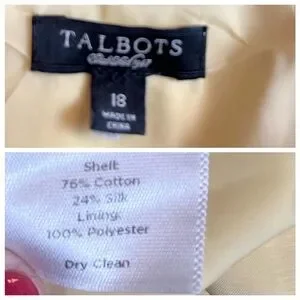 TALBOTS
18
MADE IN
CHINA
Shell:
76% Cotton
24% Silk
Lining:
100% Polyester
Dry Clean